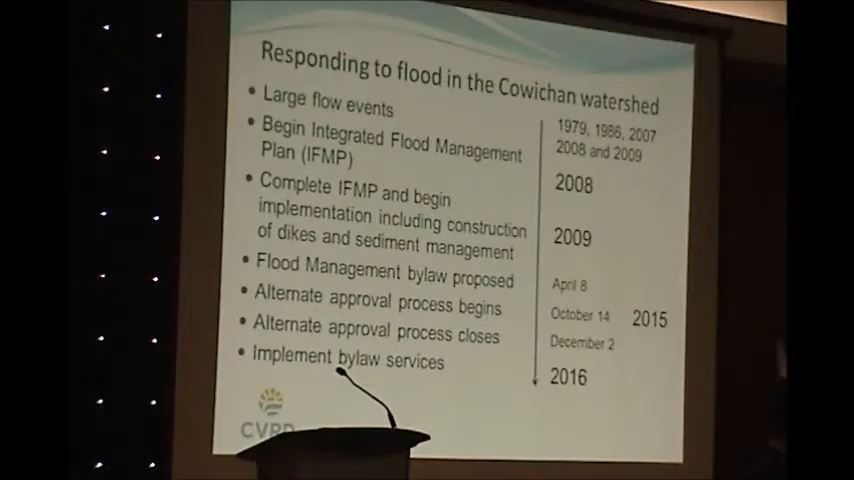 Responding to flood in the Cowichan watershed
• Large flow events
1979, 1986, 2007
2008 and 2009
• Begin Integrated Flood Management
Plan (IFMP)
2008
• Complete IFMP and begin
implementation including construction
of dikes and sediment management
2009
• Flood Management bylaw proposed
April 8
• Alternate approval process begins
October 14
2015
• Alternate approval process closes
December 2
• Implement bylaw services
2016
CVRD